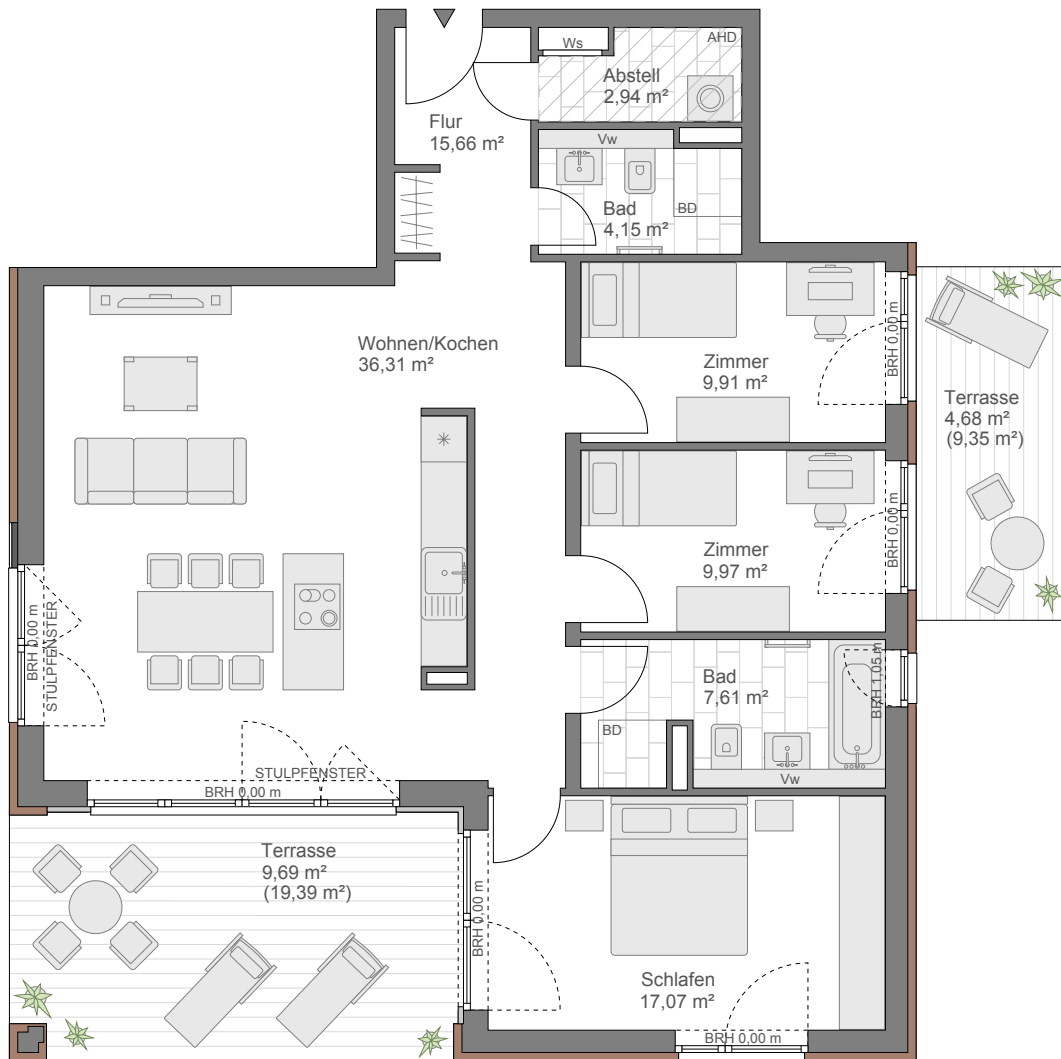 Ws
AHD
Abstell
2,94 m²
Flur
15,66 m²
Vw
Bad
4,15 m²
BD
Wohnen/Kochen
36,31 m²
Zimmer
9,91 m²
BRH 0,00 m
Terrasse
4,68 m²
(9,35 m²)
Zimmer
9,97 m²
BRH 0,00 m
BRH 0,00 m
STULPFENSTER
Bad
7,61 m²
BRH 1,05 m
BD
Vw
STULPFENSTER
BRH 0,00 m
Terrasse
9,69 m²
(19,39 m²)
BRH 0,00 m
Schlafen
17,07 m²
BRH 0,00 m